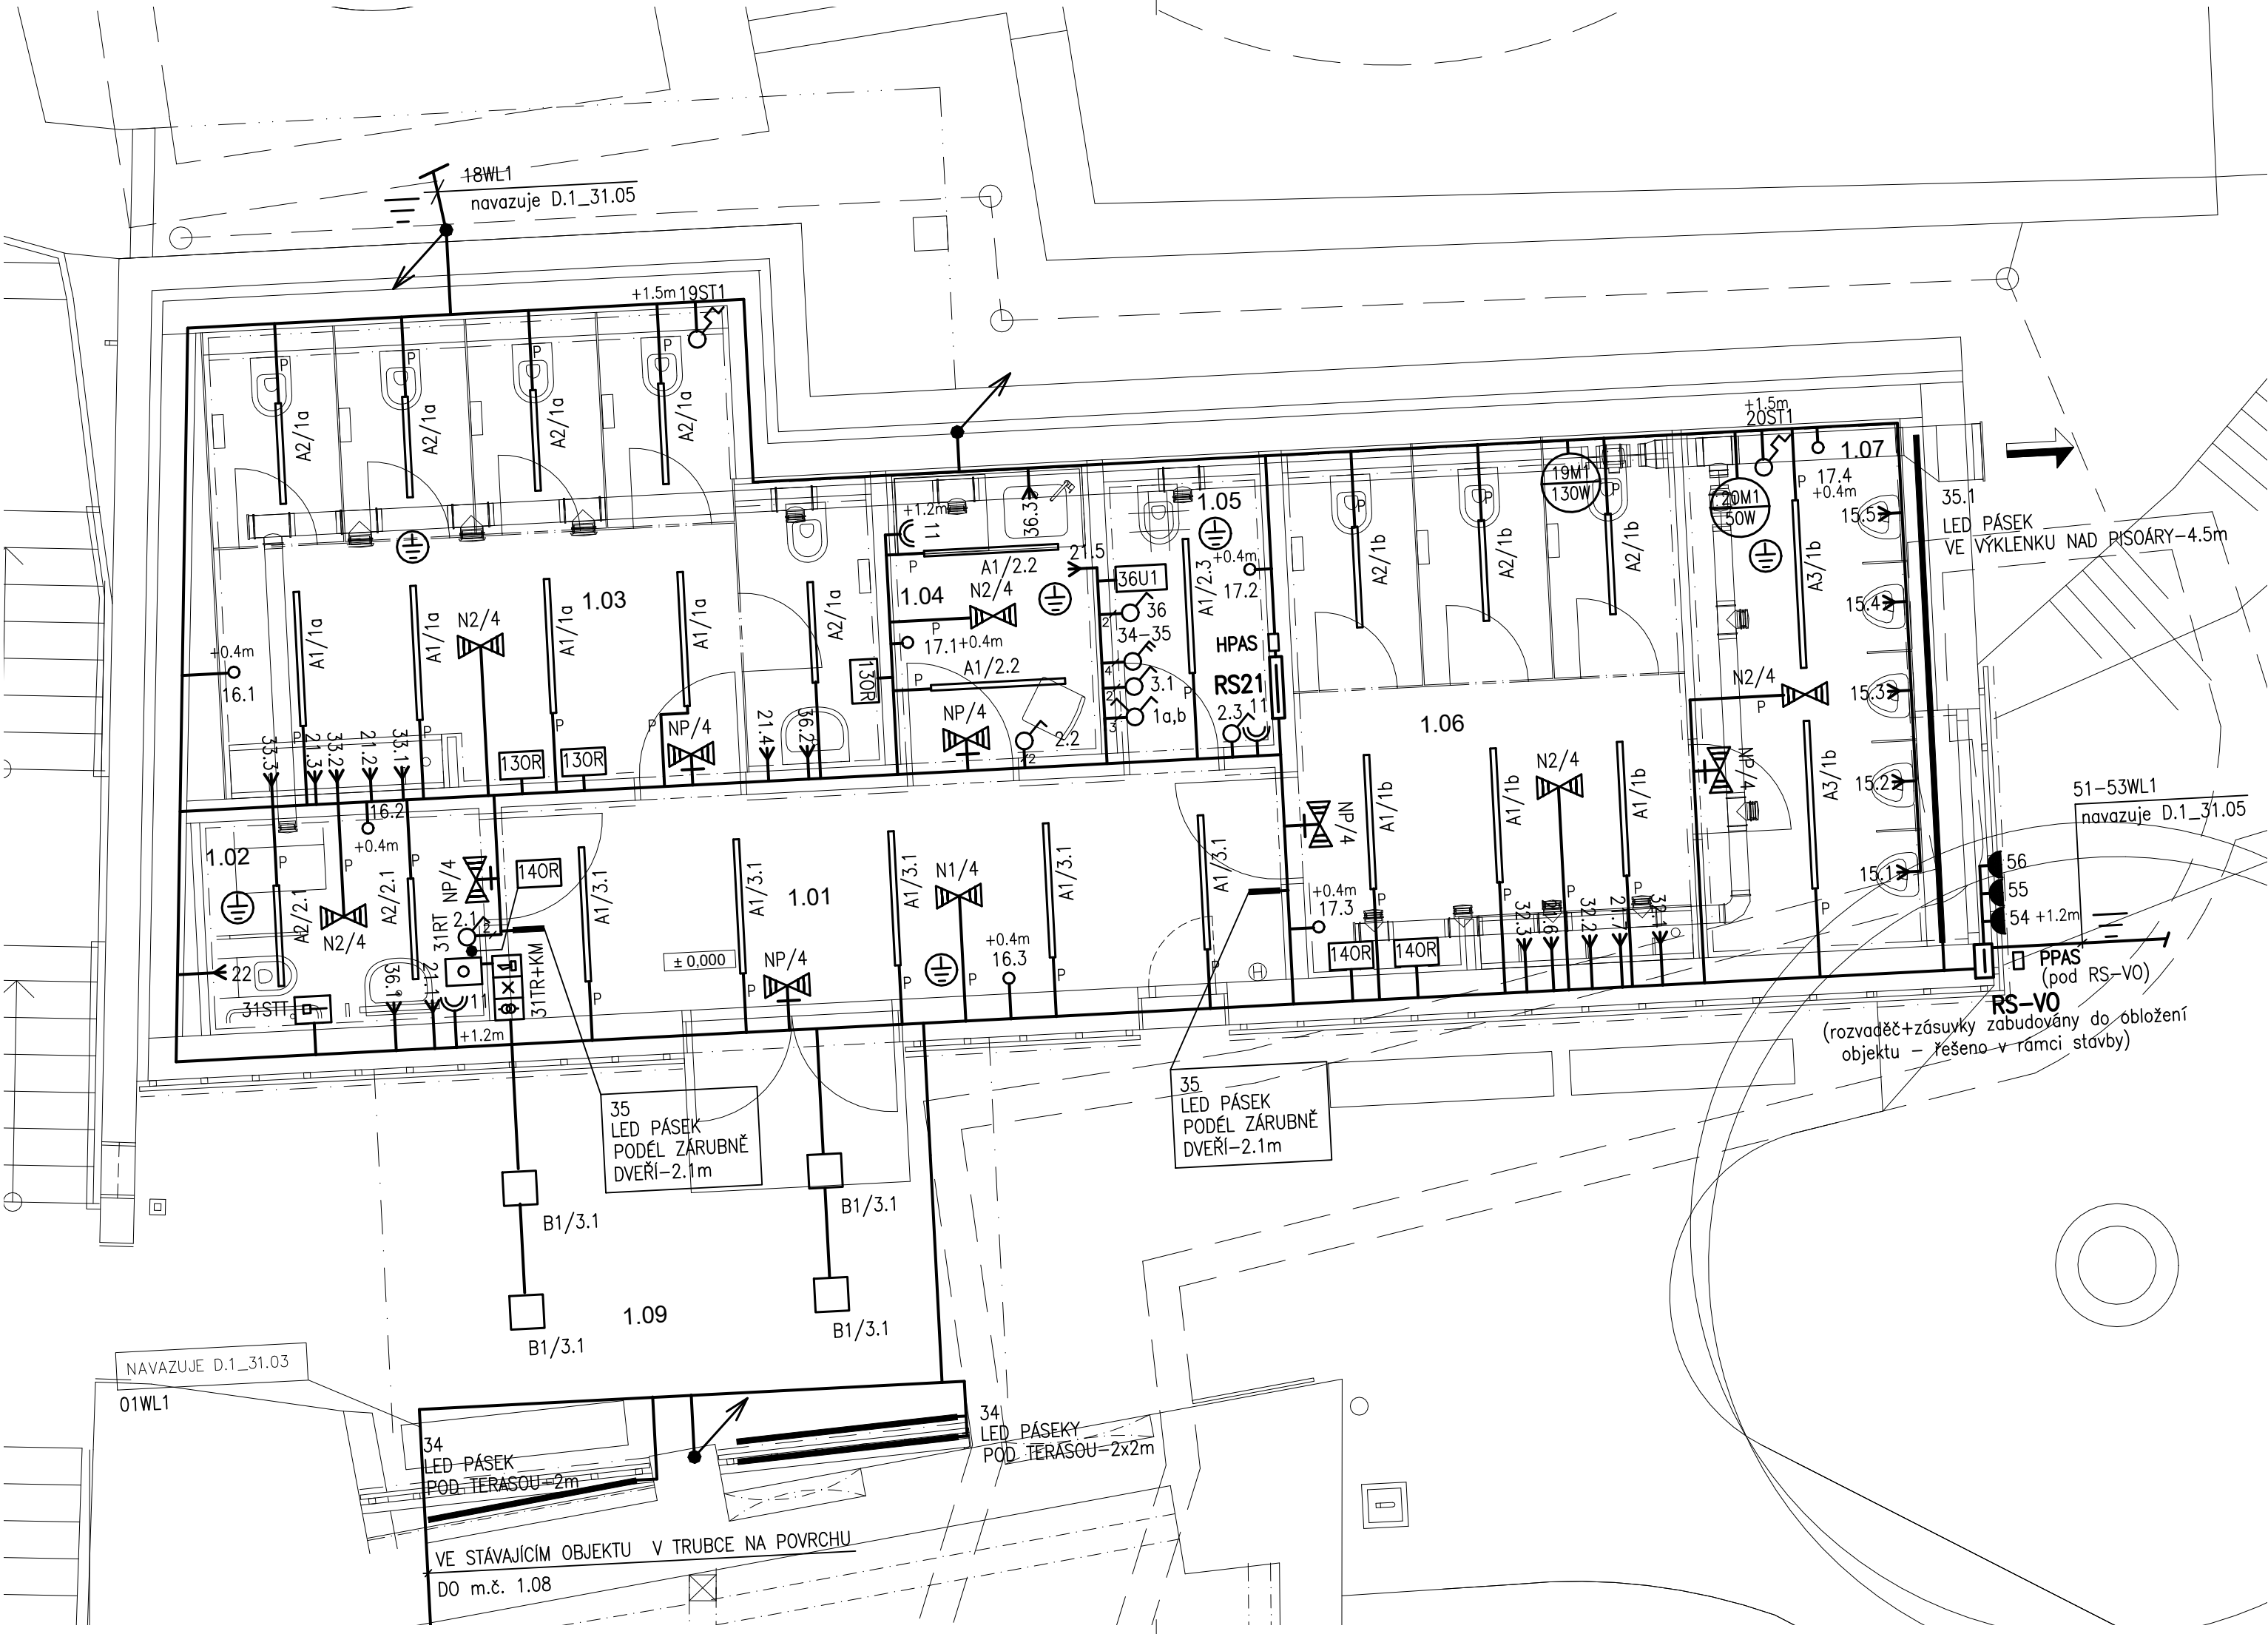 18WL1
navazuje D.1_31.05
+1.5m 19ST1
P
P
P
P
A2/1a
A2/1a
A2/1a
A2/1a
+1.5m
20ST1
1.07
17.4
+0.4m
35.1
LED PÁSEK
VE VÝKLENKU NAD PISOÁRY-4.5m
19M1
130W
20M1
50W
15.5
15.4
15.3
15.2
15.1
P
P
P
P
A2/1b
A2/1b
A2/1b
A3/1b
A3/1b
1.03
A1/1a
A1/1a
A1/1a
A1/1a
A2/1a
N2/4
+0.4m
16.1
+1.2m
11
36.3
1.05
21.5
A1/2.2
P
36U1
1.04
N2/4
P
36
2
34-35
17.1
+0.4m
4
A1/2.2
P
3.1
2
1a,b
3
A1/2.3
P
+0.4m
17.2
HPAS
RS21
2.3
11
NP/4
2.2
2
130R
130R
130R
NP/4
P
P
P
P
21.4
36.2
33.3
21.3
33.2
21.2
33.1
16.2
+0.4m
1.06
N2/4
P
NP/4
NP/4
A1/1b
A1/1b
A1/1b
N2/4
P
P
P
P
+0.4m
17.3
140R
140R
32.3
32.2
21.7
32.1
1.02
A2/2.1
P
N2/4
P
A2/2.1
P
NP/4
140R
31RT
2.1
2
22
31STT
36.1
21.1
11
+1.2m
31TR+KM
A1/3.1
P
A1/3.1
P
A1/3.1
P
A1/3.1
P
A1/3.1
P
1.01
N1/4
P
± 0,000
NP/4
+0.4m
16.3
H
51-53WL1
navazuje D.1_31.05
56
55
54 +1.2m
PPAS
(pod RS-VO)
RS-VO
(rozvaděč+zásuvky zabudovány do obložení
objektu – řešeno v rámci stavby)
35
LED PÁSEK
PODÉL ZÁRUBNĚ
DVEŘÍ-2.1m
35
LED PÁSEK
PODÉL ZÁRUBNĚ
DVEŘÍ-2.1m
B1/3.1
B1/3.1
B1/3.1
B1/3.1
1.09
NAVAZUJE D.1_31.03
01WL1
34
LED PÁSEK
POD TERASOU-2m
34
LED PÁSEKY
POD TERASOU-2x2m
VE STÁVAJÍCÍM OBJEKTU V TRUBCE NA POVRCHU
DO m.č. 1.08